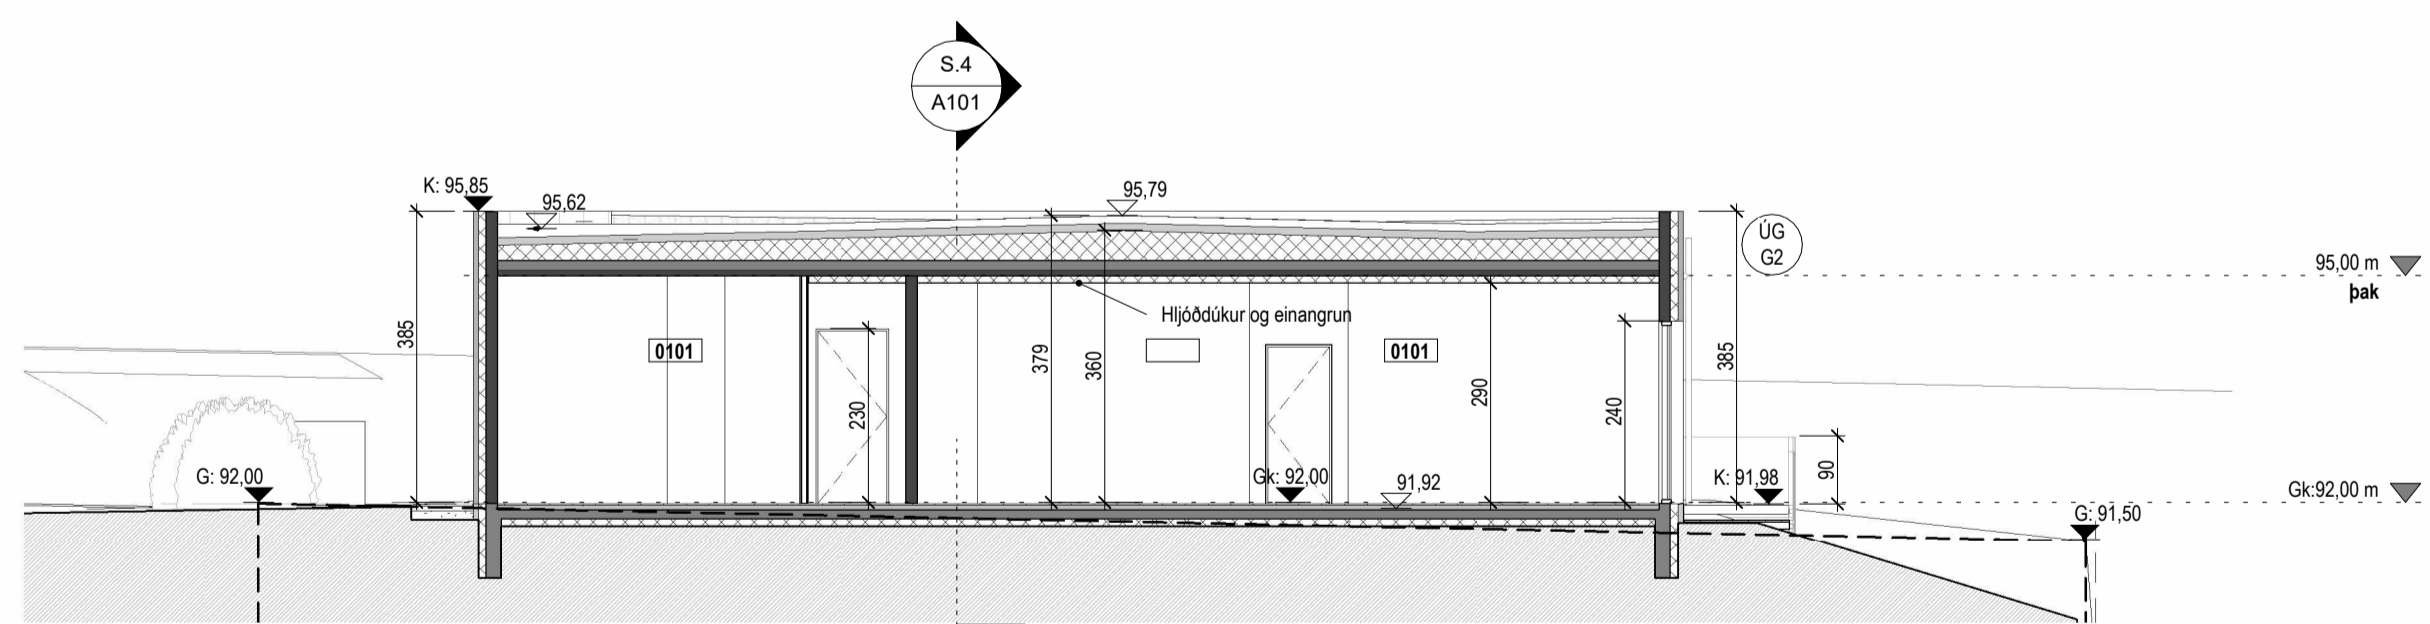 S.4
A101
K: 95,85
95,62
95,79
ÚG
G2
95,00 m
þak
Hljóðdúkur og einangrun
385
0101
230
379
360
0101
290
240
385
90
G: 92,00
Gk: 92,00
91,92
K: 91,98
Gk:92,00 m
G: 91,50